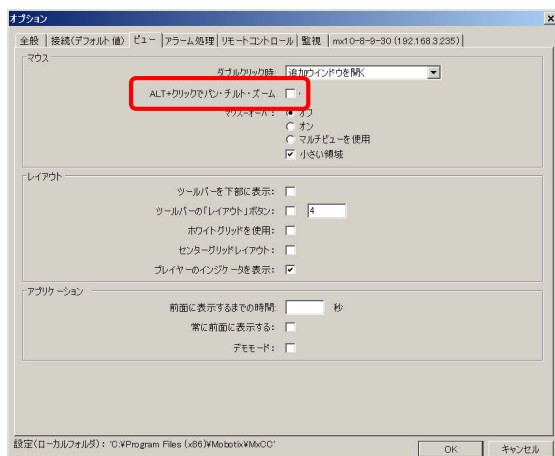 オプション
全般 接続(デフォルト値) ビュー アラーム処理 リモートコントロール 監視 mx10-8-9-30 (192.168.3.235)
マウス
ダブルクリック時: 追加ウインドウを開く
ALT+クリックでパン・チルト・ズーム
マウス-オーバ: オフ
オン
マルチビューを使用
小さい領域
レイアウト
ツールバーを下部に表示:
ツールバーの「レイアウト」ボタン: 4
ホワイトグリッドを使用:
センターグリッドレイアウト:
プレイヤーのインジケータを表示:
アプリケーション
前面に表示するまでの時間: 秒
常に前面に表示する:
デモモード:
設定(ローカルフォルダ): 'C:¥Program Files (x86)¥Mobotix¥MxCC'
OK キャンセル